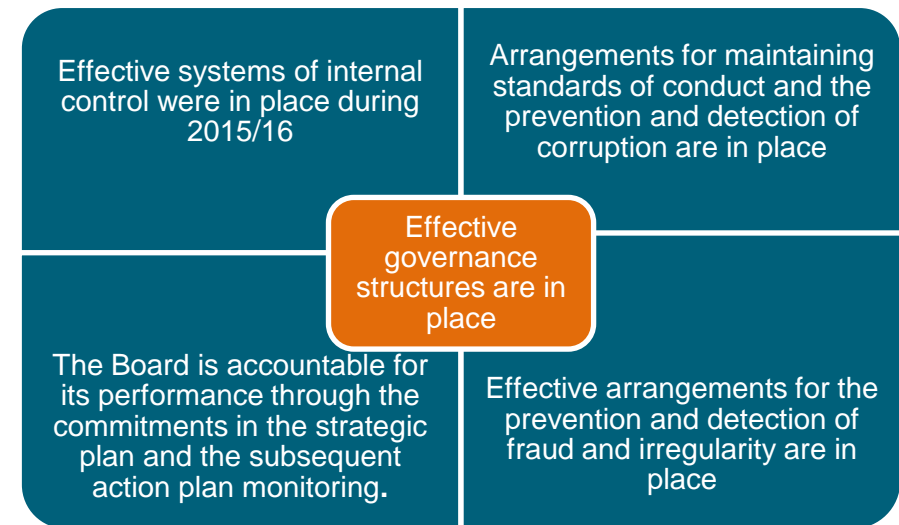 Effective systems of internal
control were in place during
2015/16
Arrangements for maintaining
standards of conduct and the
prevention and detection of
corruption are in place
Effective
governance
structures are in
place
The Board is accountable for
its performance through the
commitments in the strategic
plan and the subsequent
action plan monitoring.
Effective arrangements for the
prevention and detection of
fraud and irregularity are in
place